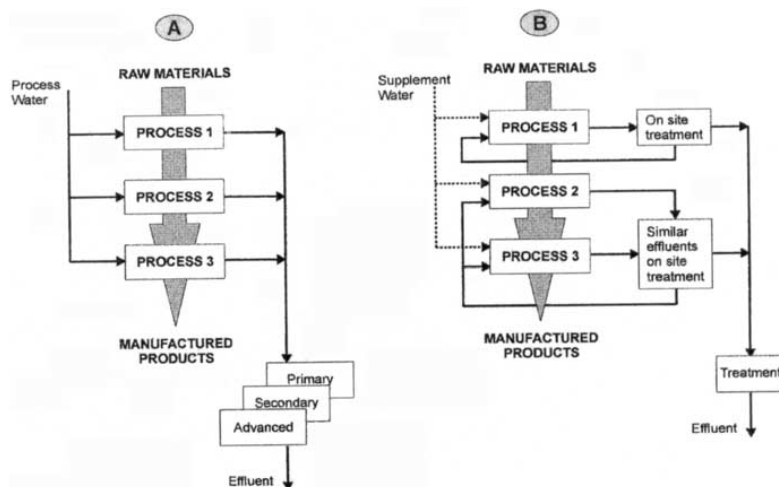 A
RAW MATERIALS
Process
Water
PROCESS 1
PROCESS 2
PROCESS 3
MANUFACTURED
PRODUCTS
Primary
Secondary
Advanced
Effluent
B
RAW MATERIALS
Supplement
Water
PROCESS 1
On site
treatment
PROCESS 2
Similar
effluents
on site
treatment
PROCESS 3
MANUFACTURED
PRODUCTS
Treatment
Effluent